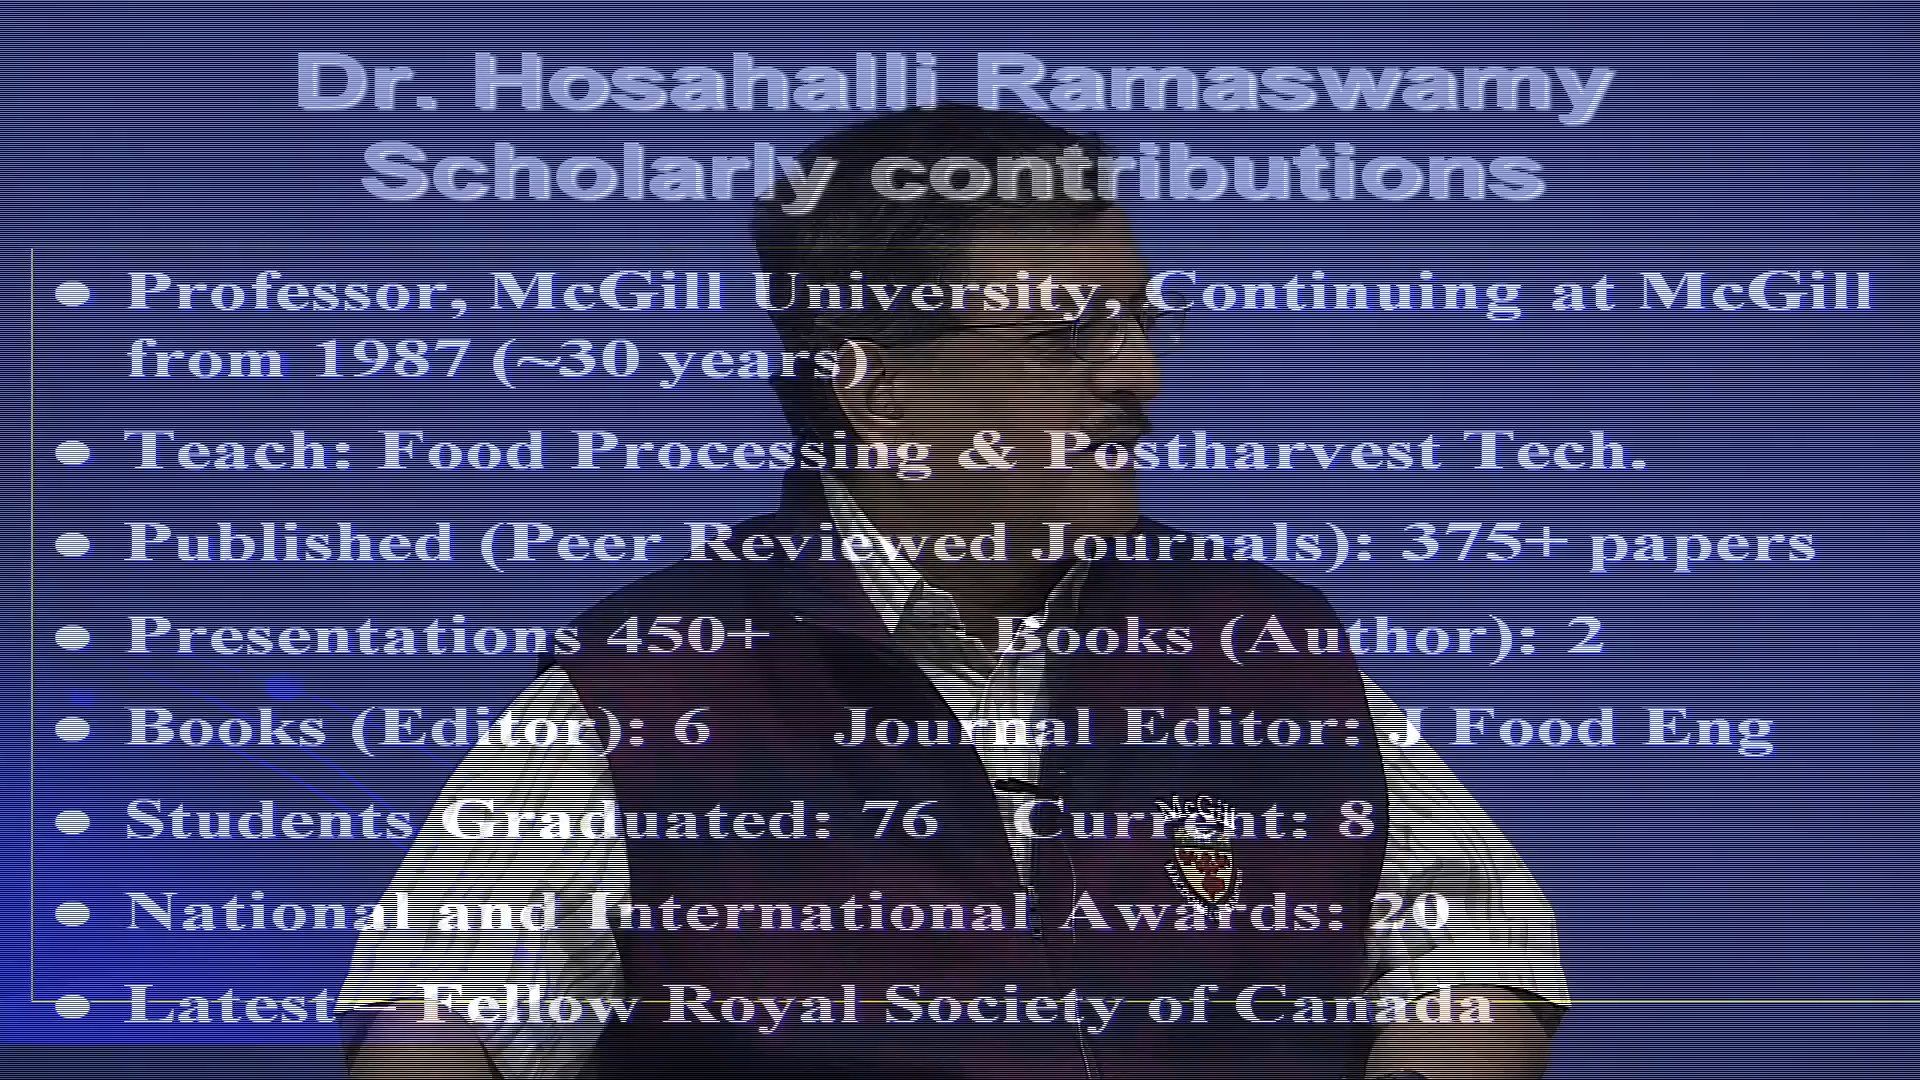 Dr. Hosahalli Ramaswamy
Scholarly contributions
● Professor, McGill University, Continuing at McGill
from 1987 (~30 years)
● Teach: Food Processing & Postharvest Tech.
● Published (Peer Reviewed Journals): 375+ papers
● Presentations 450+ Books (Author): 2
● Books (Editor): 6 Journal Editor: J Food Eng
● Students Graduated: 76 Current: 8
McGill
● National and International Awards: 20
● Latest – Fellow Royal Society of Canada